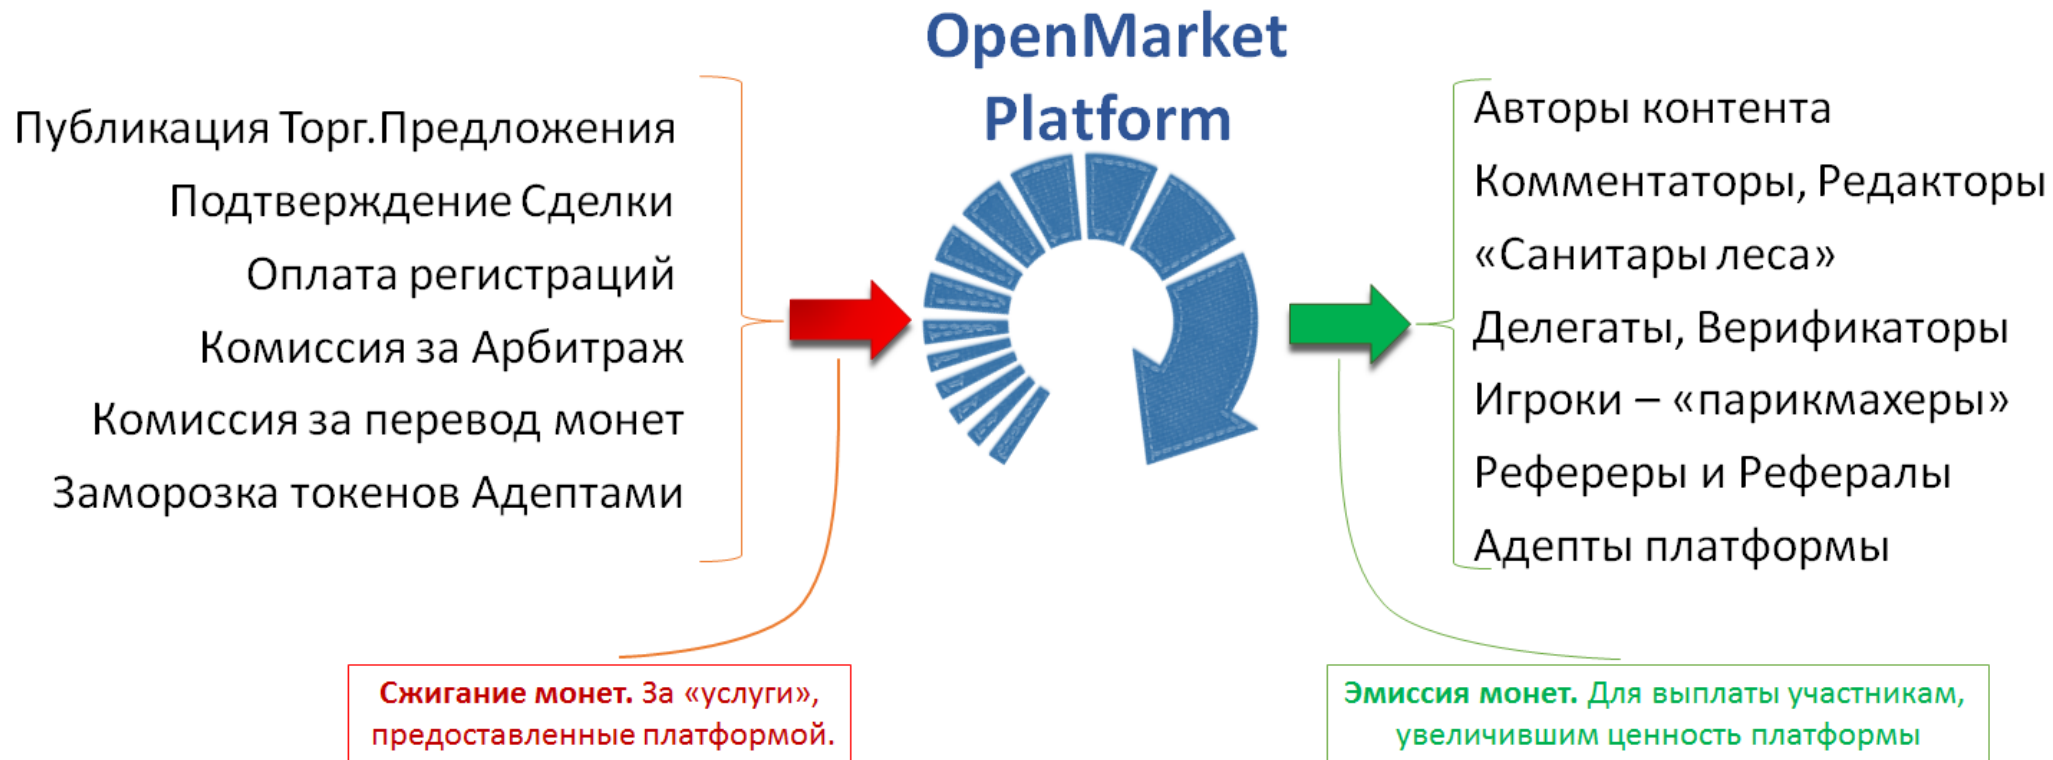 OpenMarket
Platform
Публикация Торг.Предложения
Подтверждение Сделки
Оплата регистраций
Комиссия за Арбитраж
Комиссия за перевод монет
Заморозка токенов Адептами
Авторы контента
Комментаторы, Редакторы
«Санитары леса»
Делегаты, Верификаторы
Игроки – «парикмахеры»
Рефереры и Рефералы
Адепты платформы
Сжигание монет. За «услуги»,
предоставленные платформой.
Эмиссия монет. Для выплаты участникам,
увеличившим ценность платформы